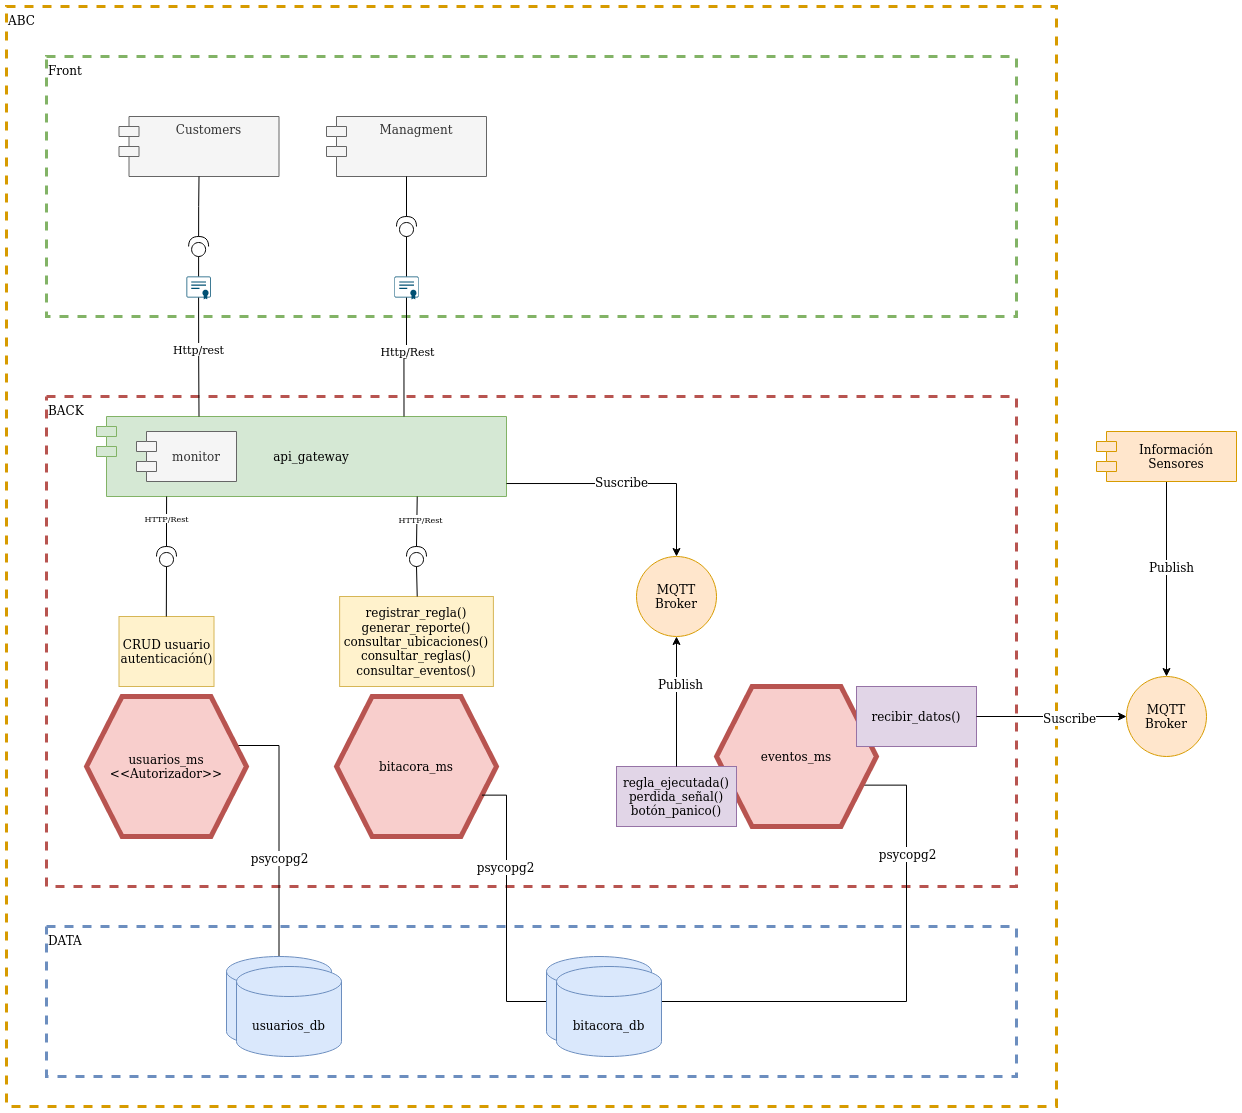 ABC
Front
Customers
Managment
Http/rest
Http/Rest
BACK
monitor
api_gateway
Suscribe
Información
Sensores
HTTP/Rest
HTTP/Rest
Publish
MQTT
Broker
CRUD usuario
autenticación()
registrar_regla()
generar_reporte()
consultar_ubicaciones()
consultar_reglas()
consultar_eventos()
Publish
recibir_datos()
Suscribe
MQTT
Broker
usuarios_ms
<<Autorizador>>
bitacora_ms
eventos_ms
regla_ejecutada()
perdida_señal()
botón_panico()
psycopg2
psycopg2
psycopg2
DATA
usuarios_db
bitacora_db